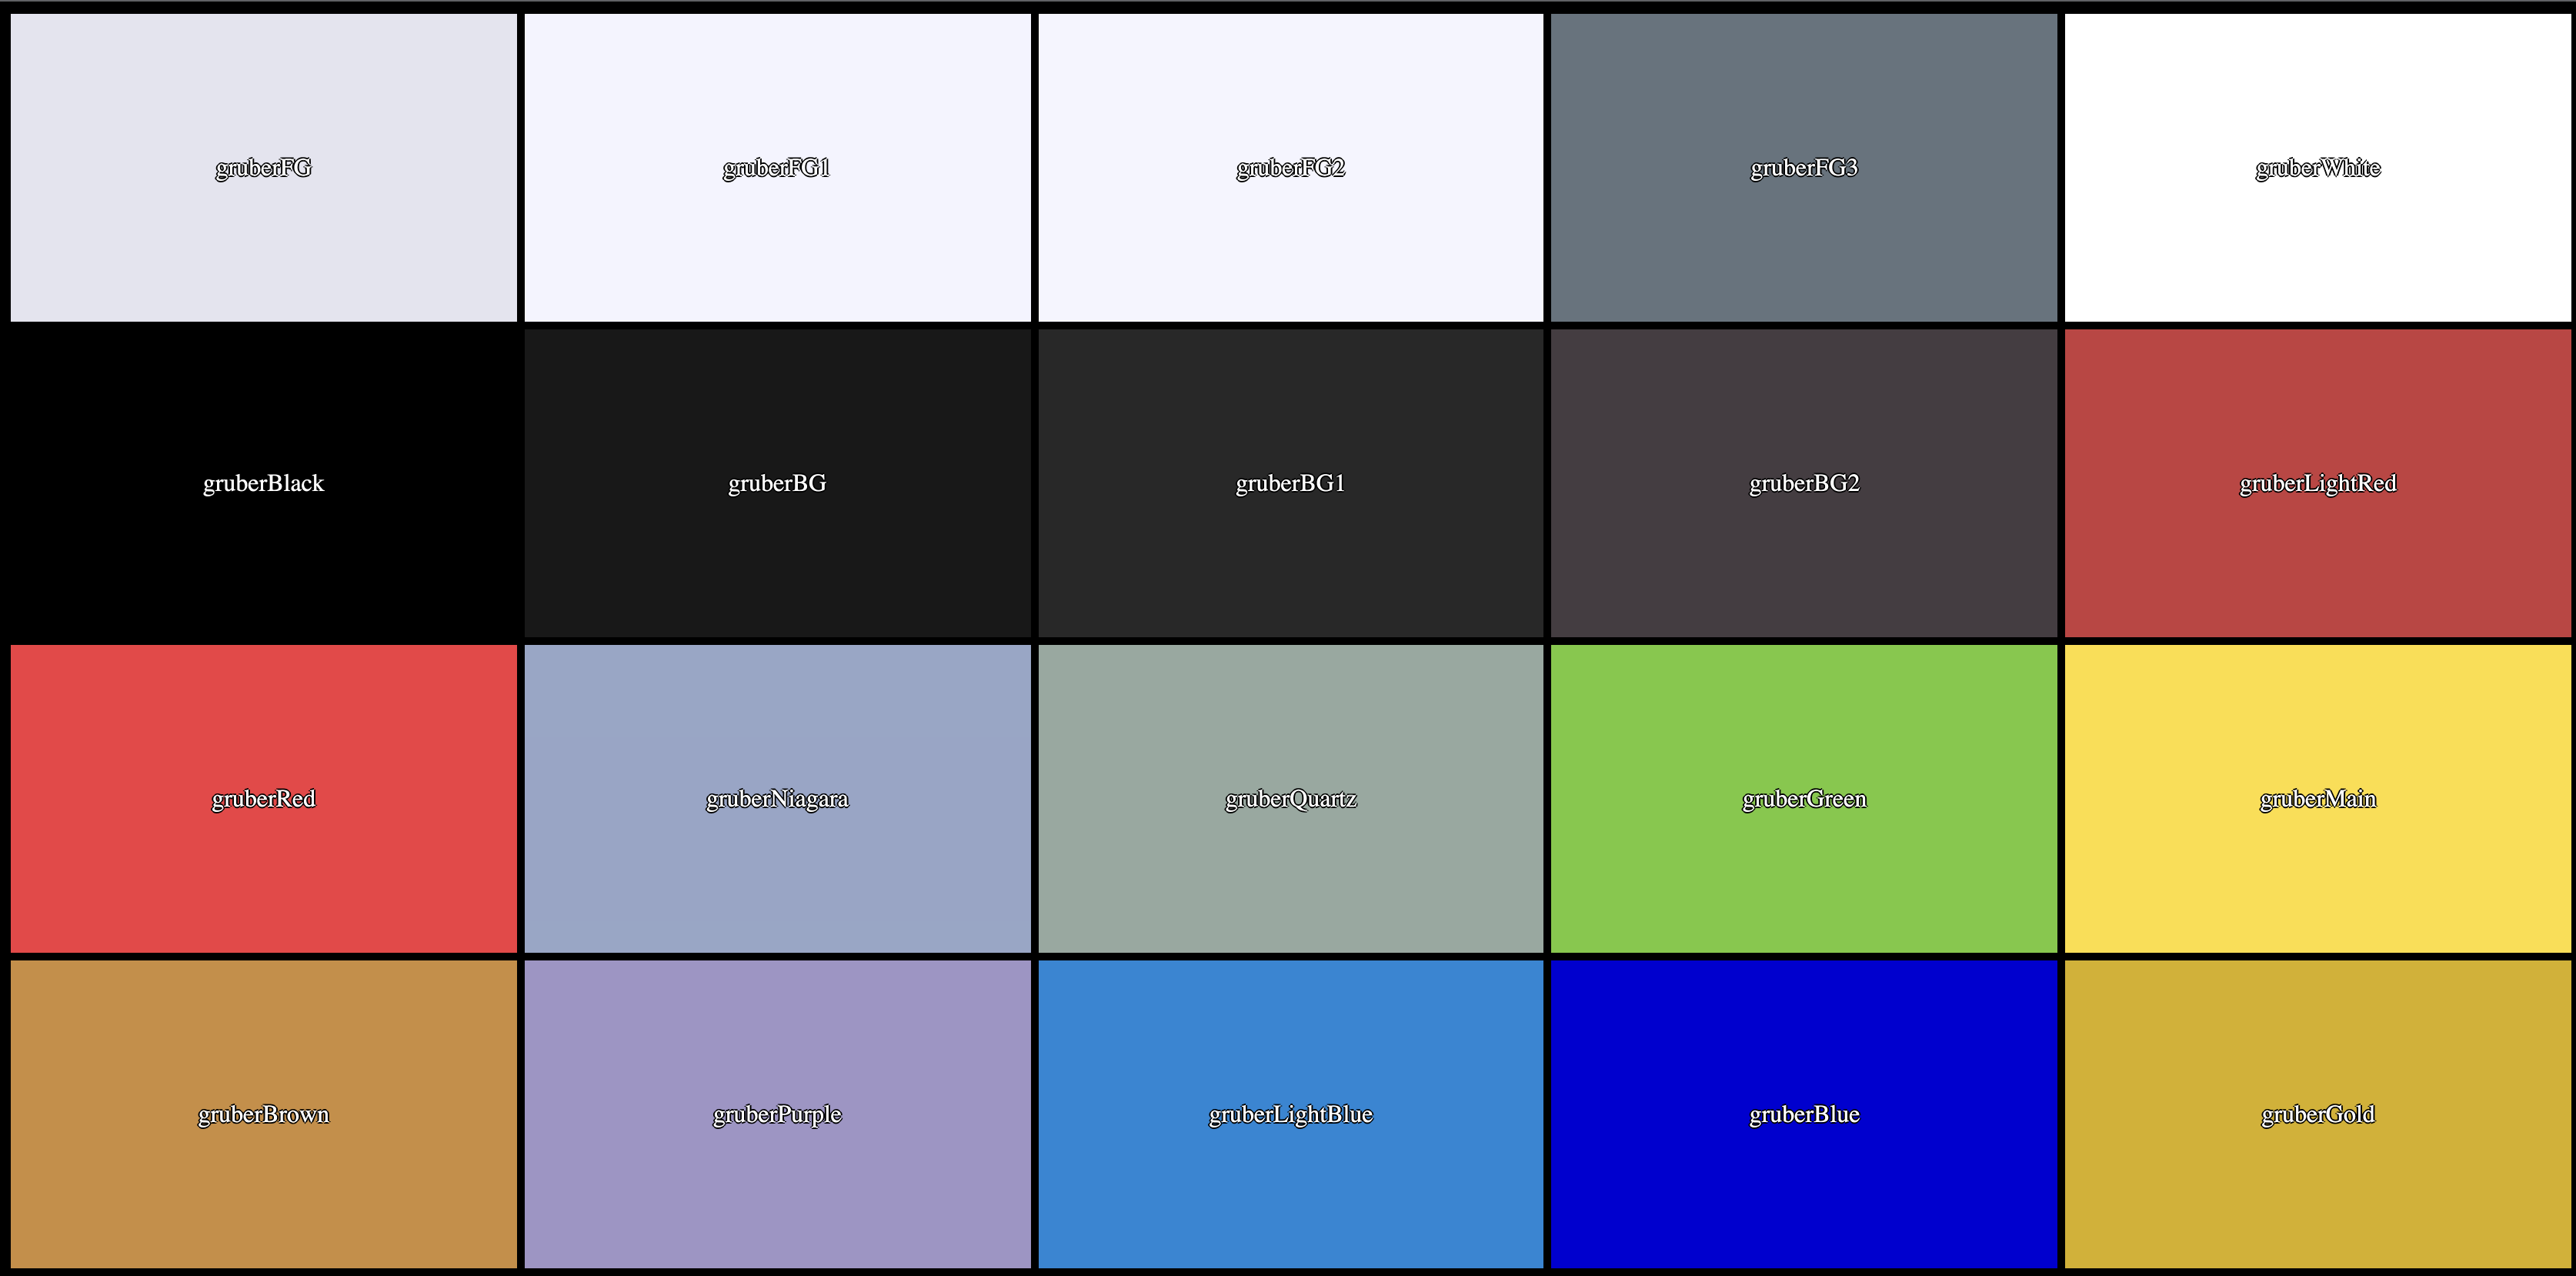 gruberFG
gruberFG1
gruberFG2
gruberFG3
gruberWhite
gruberBlack
gruberBG
gruberBG1
gruberBG2
gruberLightRed
gruberRed
gruberNiagara
gruberQuartz
gruberGreen
gruberMain
gruberBrown
gruberPurple
gruberLightBlue
gruberBlue
gruberGold